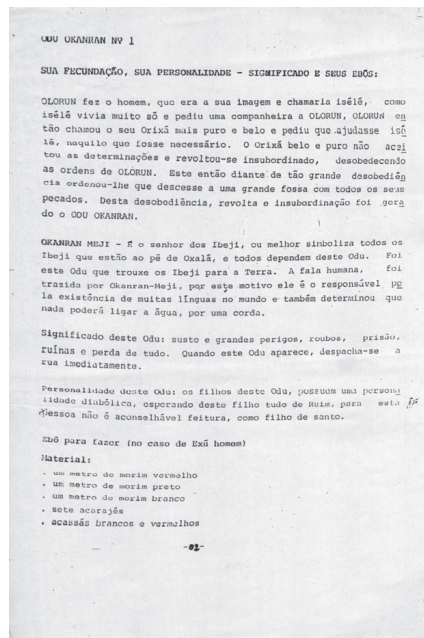 ODU OKANRAN Nº 1
SUA FECUNDAÇÃO, SUA PERSONALIDADE - SIGNIFICADO E SEUS EBÓS:
OLORUN fez o homem, que era a sua imagem e chamaria isêlê, como
isêlê vivia muito só e pediu uma companheira a OLORUN, OLORUN en
tão chamou o seu Orixá mais puro e belo e pediu que ajudasse isê
lê, naquilo que fosse necessário. O Orixá belo e puro não acei
tou as determinações e revoltou-se insubordinado, desobedecendo
as ordens de OLORUN. Este então diante de tão grande desobediên
cia ordenou-lhe que descesse a uma grande fossa com todos os seus
pecados. Desta desobediência, revolta e insubordinação foi gera
do o ODU OKANRAN.
OKANRAN MEJI - É o senhor dos Ibeji, ou melhor simboliza todos os
Ibeji que estão ao pé de Oxalá, e todos dependem deste Odu. Foi
este Odu que trouxe os Ibeji para a Terra. A fala humana, foi
trazida por Okanran-Meji, por este motivo ele é o responsável pe
la existência de muitas línguas no mundo e também determinou que
nada poderá ligar a água, por uma corda.
Significado deste Odu: susto e grandes perigos, roubos, prisão,
ruínas e perda de tudo. Quando este Odu aparece, despacha-se a
rua imediatamente.
Personalidade deste Odu: os filhos deste Odu, possuem uma persona
lidade diabólica, esperando deste filho tudo de Ruim, para esta
pessoa não é aconselhável feitura, como filho de santo.
Ebó para fazer (no caso de Exú homem)
Material:
. um metro de morim vermelho
. um metro de morim preto
. um metro de morim branco
. sete acarajés
. acassás brancos e vermelhos
-02-